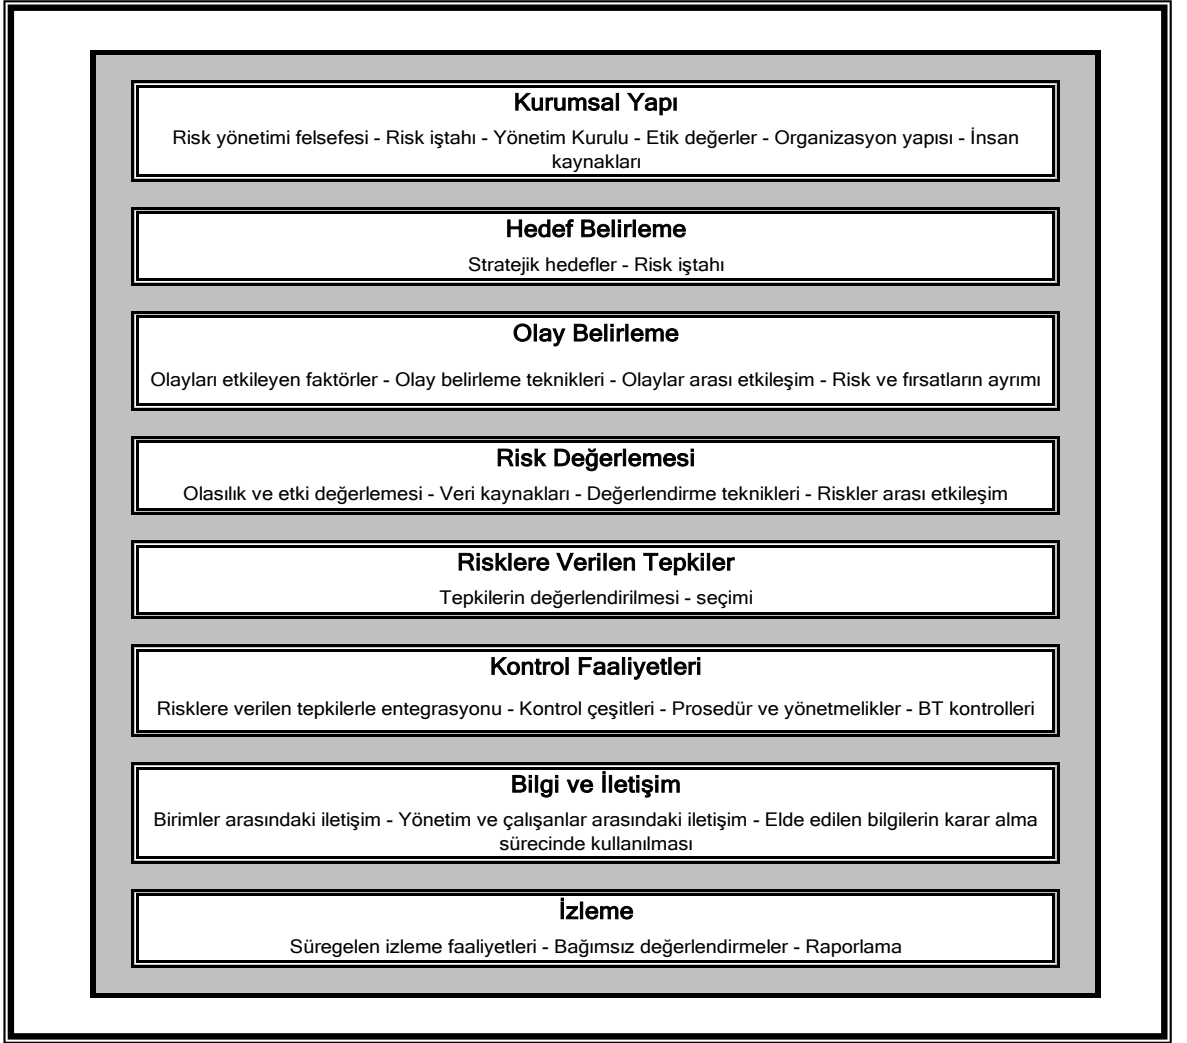 Kurumsal Yapı
Risk yönetimi felsefesi - Risk iştahı - Yönetim Kurulu - Etik değerler - Organizasyon yapısı - İnsan
kaynakları
Hedef Belirleme
Stratejik hedefler - Risk iştahı
Olay Belirleme
Olayları etkileyen faktörler - Olay belirleme teknikleri - Olaylar arası etkileşim - Risk ve fırsatların ayrımı
Risk Değerlemesi
Olasılık ve etki değerlemesi - Veri kaynakları - Değerlendirme teknikleri - Riskler arası etkileşim
Risklere Verilen Tepkiler
Tepkilerin değerlendirilmesi - seçimi
Kontrol Faaliyetleri
Risklere verilen tepkilerle entegrasyonu - Kontrol çeşitleri - Prosedür ve yönetmelikler - BT kontrolleri
Bilgi ve İletişim
Birimler arasındaki iletişim - Yönetim ve çalışanlar arasındaki iletişim - Elde edilen bilgilerin karar alma
sürecinde kullanılması
İzleme
Süregelen izleme faaliyetleri - Bağımsız değerlendirmeler - Raporlama